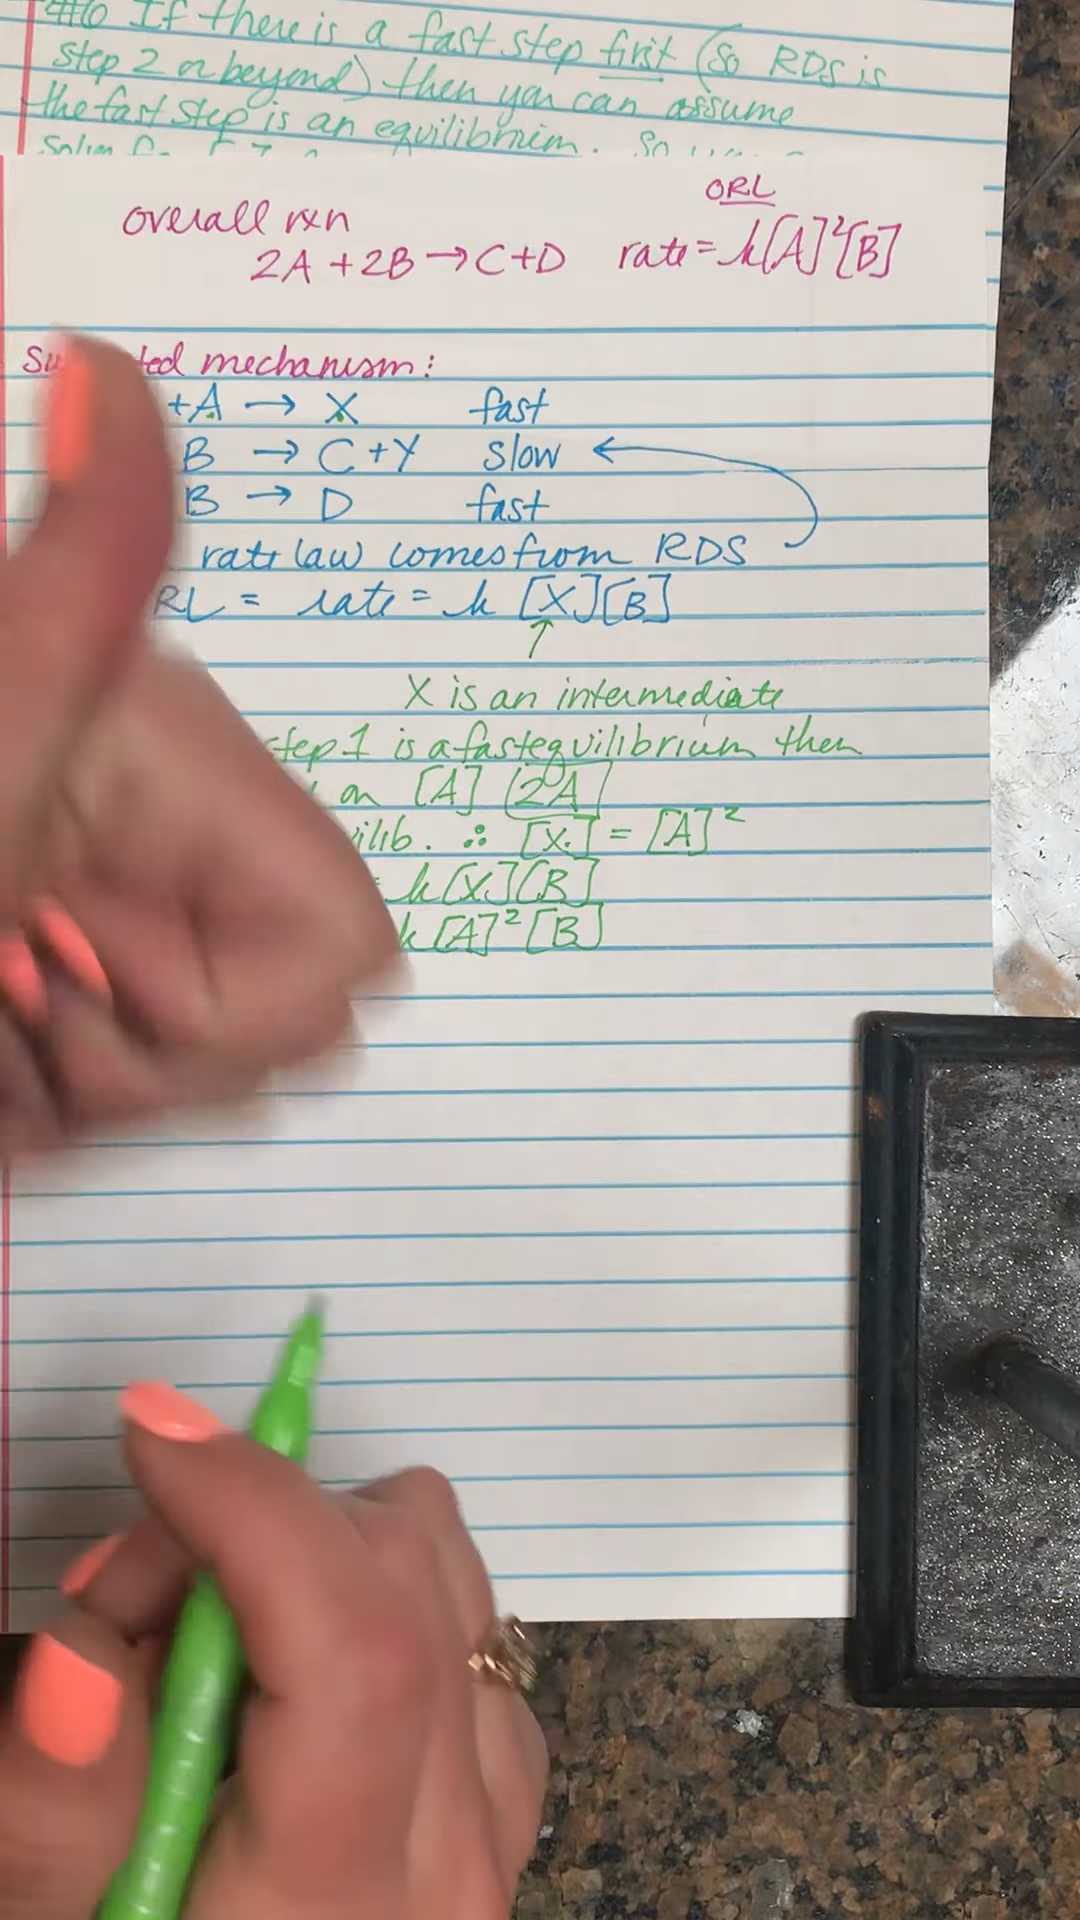 #6 If there is a fast step first (so RDS is
step 2 or beyond) then you can assume
the fast step is an equilibrium. So
ORL
overall rxn
2A + 2B → C + D rate = k[A]²[B]
mechanism:
+A → X fast
B → C + Y slow
B → D fast
rate law comes from RDS
RL = rate = k [X][B]
↑
X is an intermediate
step 1 is a fast equilibrium then
on [A] (2A)
[X] = [A]²
k[X][B]
k[A]²[B]